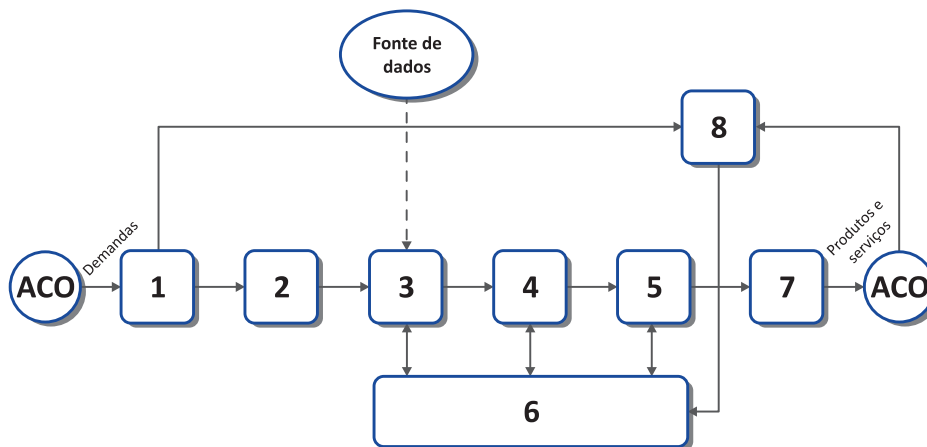 Fonte de
dados
8
Demandas
Produtos e
serviços
ACO
1
2
3
4
5
7
ACO
6